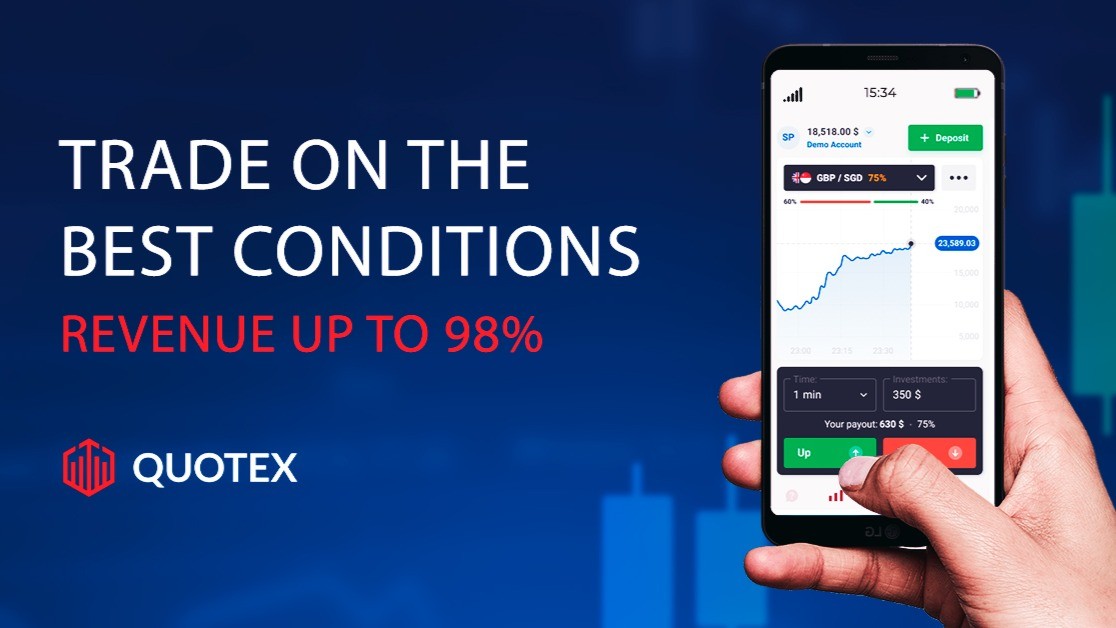 TRADE ON THE
BEST CONDITIONS
REVENUE UP TO 98%
QUOTEX
15:34
SP
18,518.00 $
Demo Account
+ Deposit
GBP / SGD 75%
60%
40%
20,000
23,589.03
15,000
10,000
5,000
23:00 23:15 23:30
Time:
1 min
Investments:
350 $
Your payout: 630 $ · 75%
Up
LG